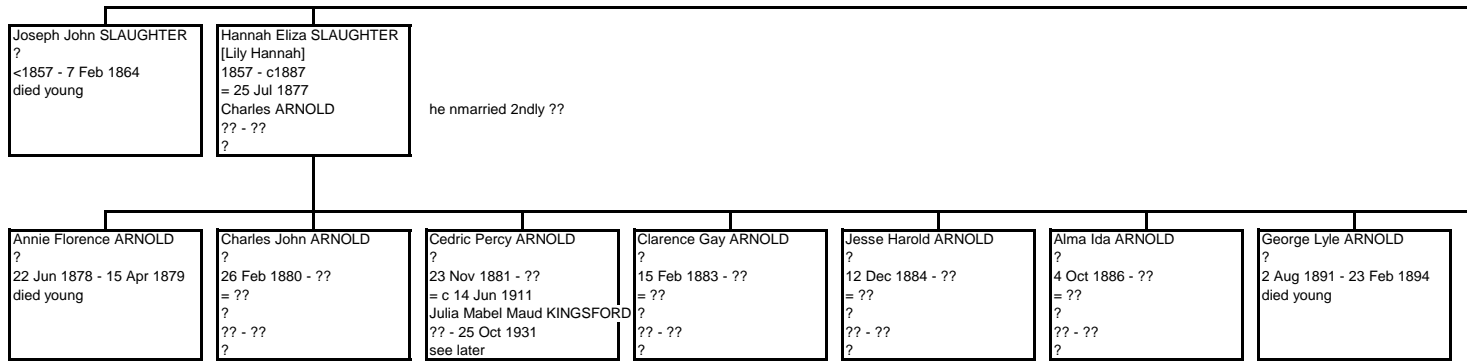 Joseph John SLAUGHTER
?
<1857 - 7 Feb 1864
died young
Hannah Eliza SLAUGHTER
[Lily Hannah]
1857 - c1887
= 25 Jul 1877
Charles ARNOLD
?? - ??
?
he nmarried 2ndly ??
Annie Florence ARNOLD
?
22 Jun 1878 - 15 Apr 1879
died young
Charles John ARNOLD
?
26 Feb 1880 - ??
= ??
?
?? - ??
?
Cedric Percy ARNOLD
?
23 Nov 1881 - ??
= c 14 Jun 1911
Julia Mabel Maud KINGSFORD
?? - 25 Oct 1931
see later
Clarence Gay ARNOLD
?
15 Feb 1883 - ??
= ??
?
?? - ??
?
Jesse Harold ARNOLD
?
12 Dec 1884 - ??
= ??
?
?? - ??
?
Alma Ida ARNOLD
?
4 Oct 1886 - ??
= ??
?
?? - ??
?
George Lyle ARNOLD
?
2 Aug 1891 - 23 Feb 1894
died young